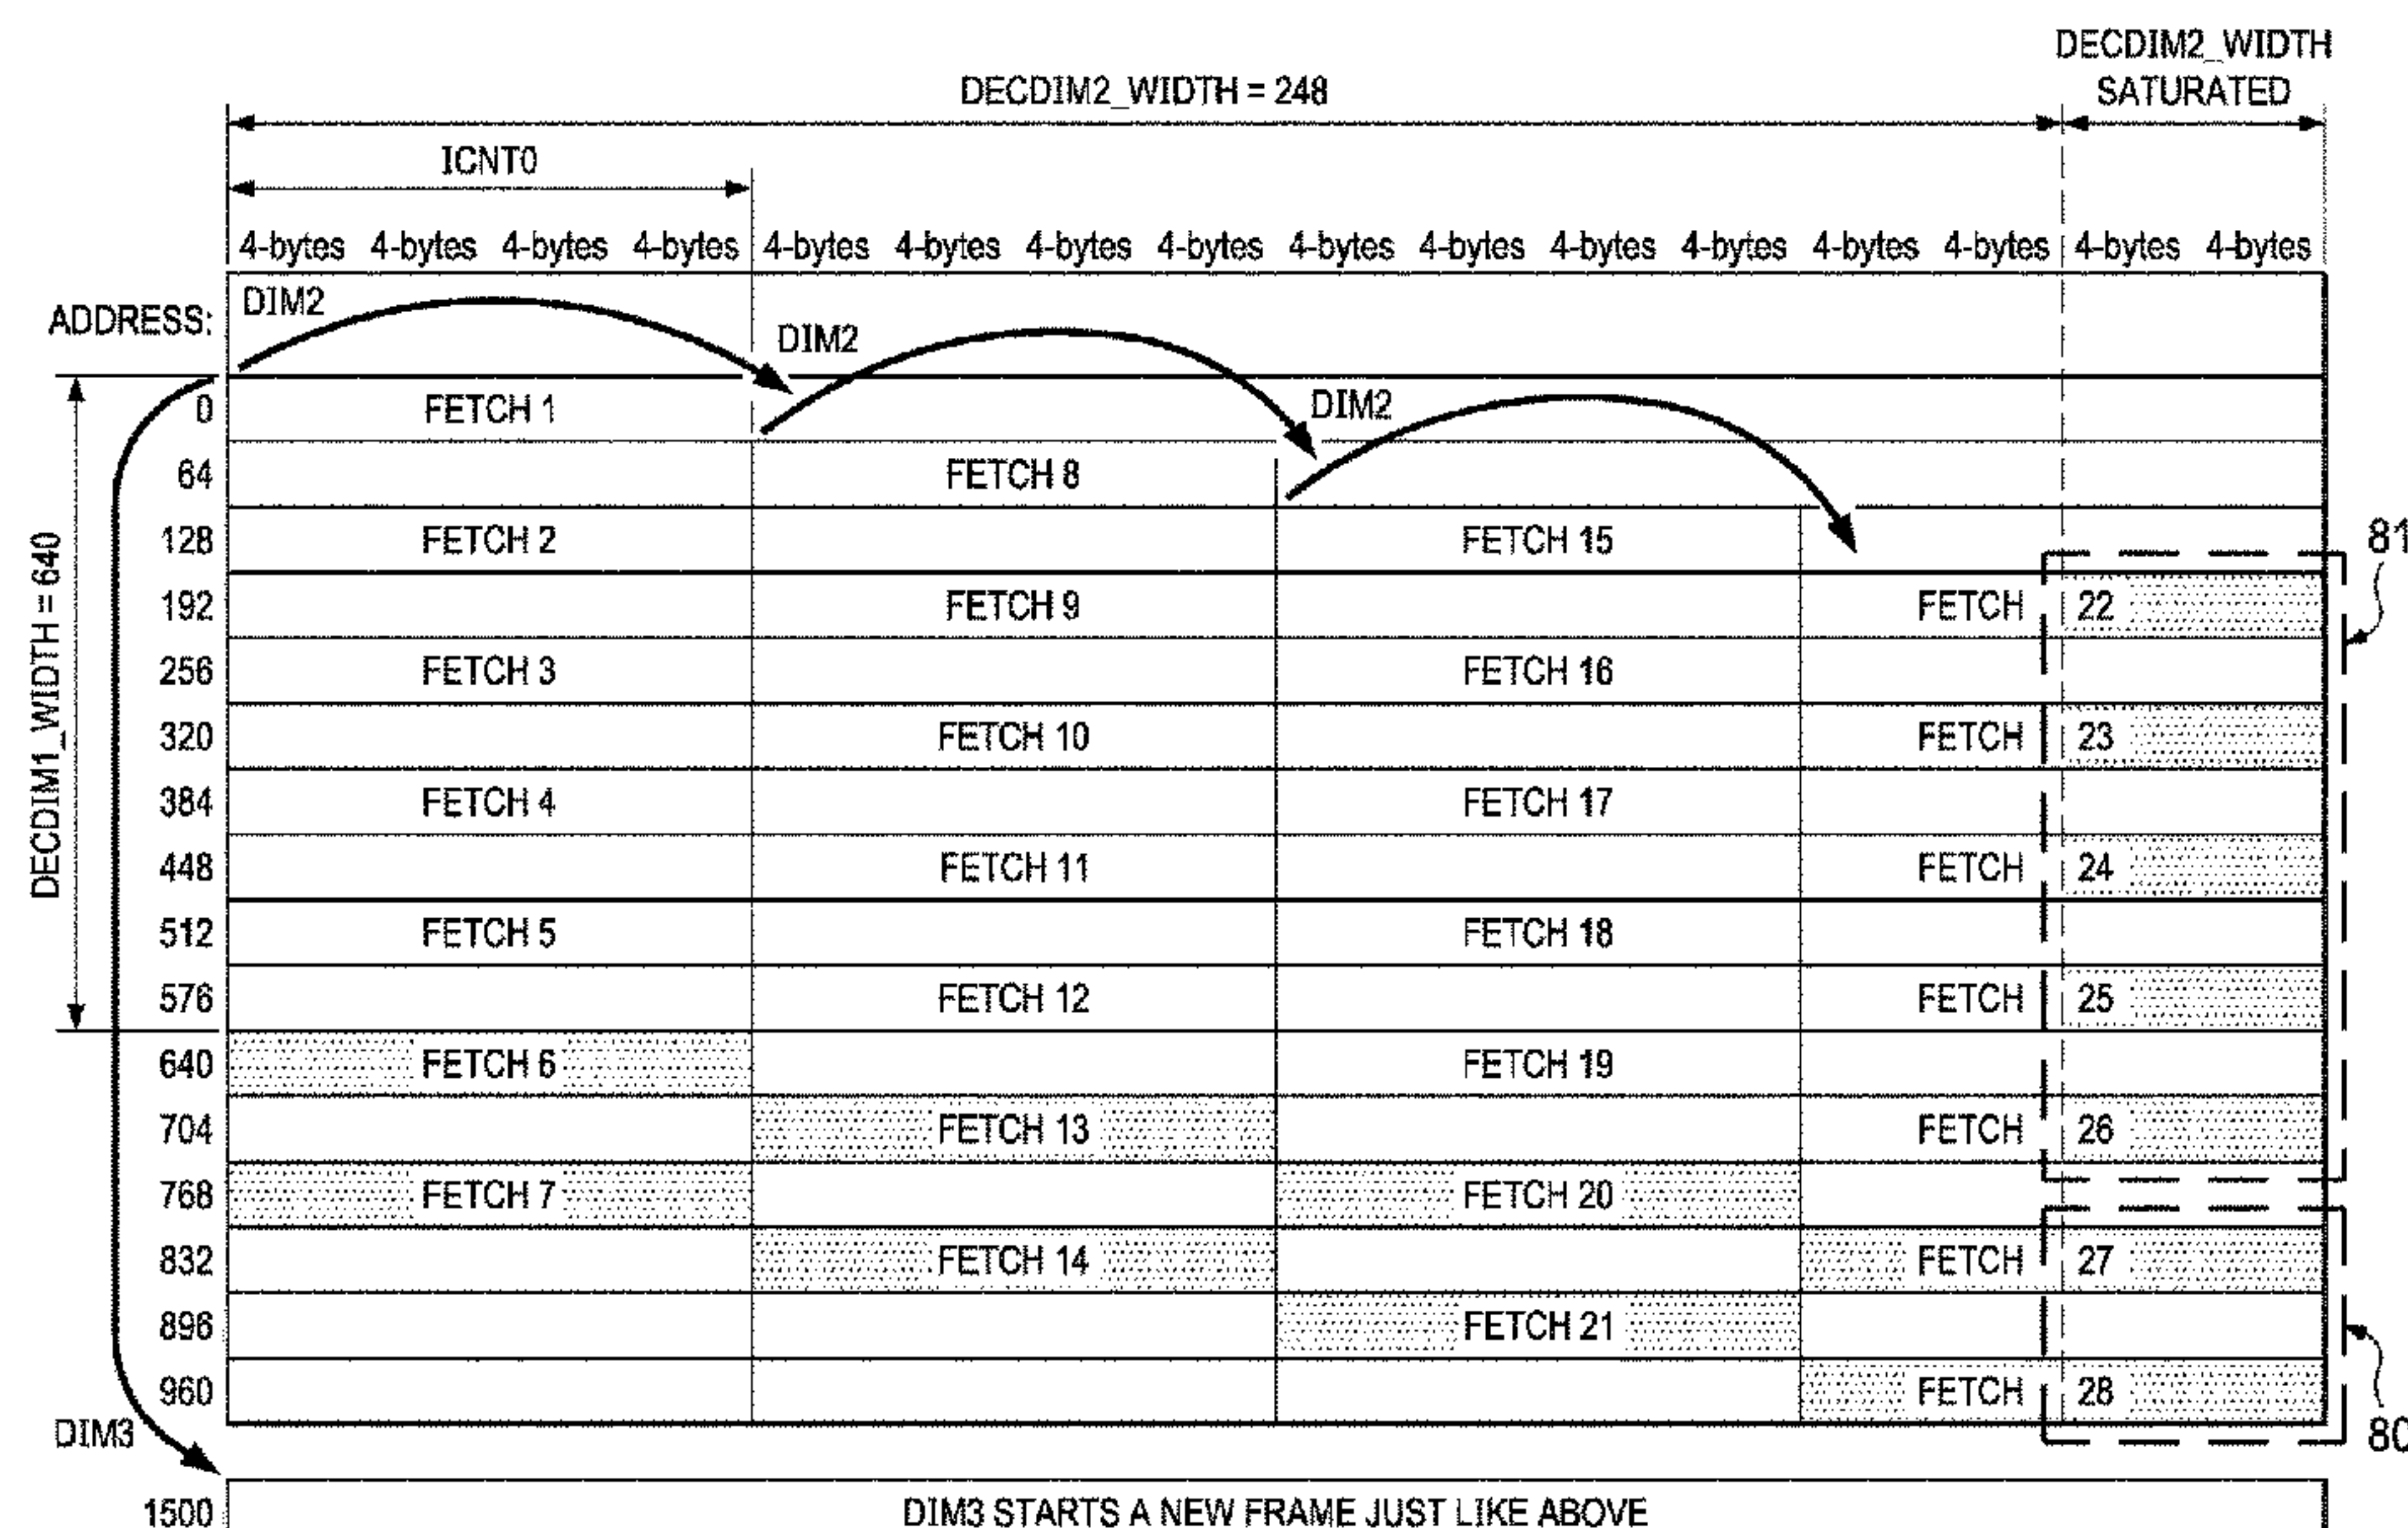 DECDIM2_WIDTH
SATURATED
DECDIM2_WIDTH = 248
ICNT0
4-bytes 4-bytes 4-bytes 4-bytes 4-bytes 4-bytes 4-bytes 4-bytes 4-bytes 4-bytes 4-bytes 4-bytes 4-bytes 4-bytes 4-bytes 4-bytes
ADDRESS:
DIM2
DIM2
DIM2
DECDIM1_WIDTH = 640
0 FETCH 1
64 FETCH 8
128 FETCH 2 FETCH 15
81
192 FETCH 9 FETCH 22
256 FETCH 3 FETCH 16
320 FETCH 10 FETCH 23
384 FETCH 4 FETCH 17
448 FETCH 11 FETCH 24
512 FETCH 5 FETCH 18
576 FETCH 12 FETCH 25
640 FETCH 6 FETCH 19
704 FETCH 13 FETCH 26
768 FETCH 7 FETCH 20
832 FETCH 14 FETCH 27
896 FETCH 21
960 FETCH 28
80
DIM3
1500 DIM3 STARTS A NEW FRAME JUST LIKE ABOVE